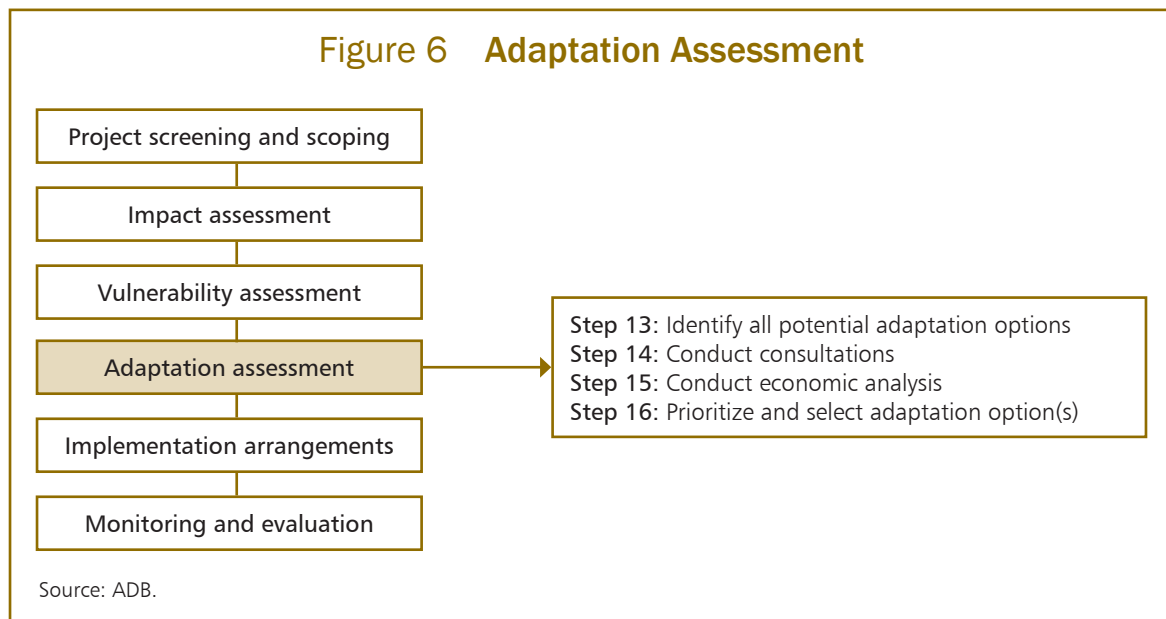 Figure 6 Adaptation Assessment
Project screening and scoping
Impact assessment
Vulnerability assessment
Adaptation assessment
Implementation arrangements
Monitoring and evaluation
Step 13: Identify all potential adaptation options
Step 14: Conduct consultations
Step 15: Conduct economic analysis
Step 16: Prioritize and select adaptation option(s)
Source: ADB.